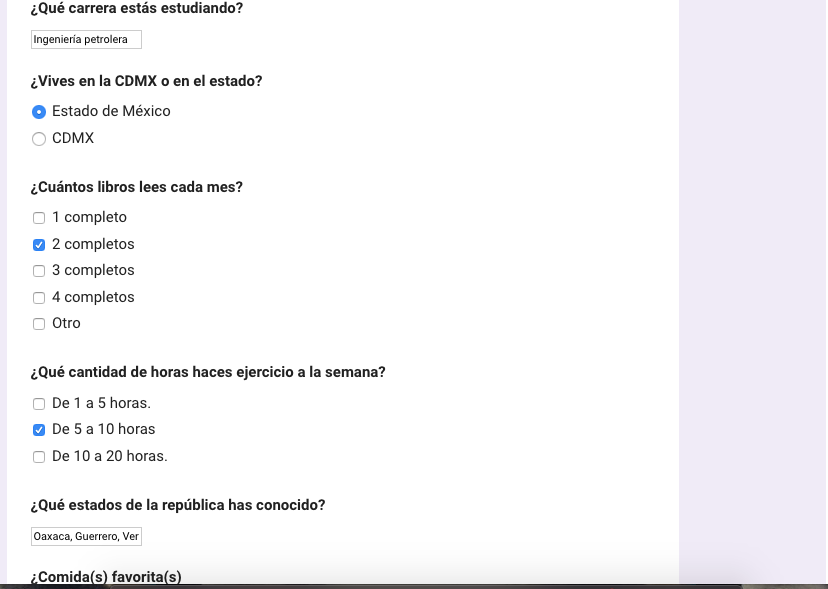 ¿Qué carrera estás estudiando?
Ingeniería petrolera
¿Vives en la CDMX o en el estado?
Estado de México
CDMX
¿Cuántos libros lees cada mes?
1 completo
2 completos
3 completos
4 completos
Otro
¿Qué cantidad de horas haces ejercicio a la semana?
De 1 a 5 horas.
De 5 a 10 horas
De 10 a 20 horas.
¿Qué estados de la república has conocido?
Oaxaca, Guerrero, Ver
¿Comida(s) favorita(s)